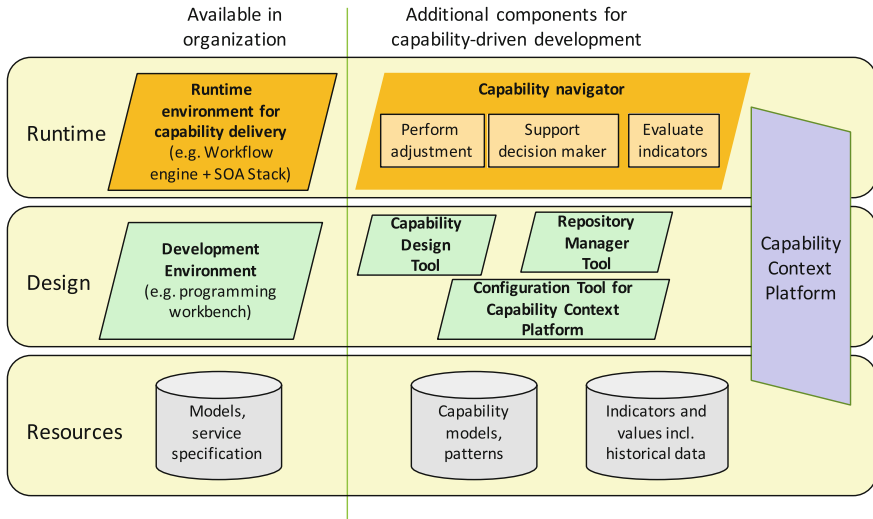 Available in
organization
Additional components for
capability-driven development
Runtime
Runtime
environment for
capability delivery
(e.g. Workflow
engine + SOA Stack)
Capability navigator
Perform
adjustment
Support
decision maker
Evaluate
indicators
Design
Development
Environment
(e.g. programming
workbench)
Capability
Design
Tool
Repository
Manager
Tool
Configuration Tool for
Capability Context
Platform
Capability
Context
Platform
Resources
Models,
service
specification
Capability
models,
patterns
Indicators and
values incl.
historical data